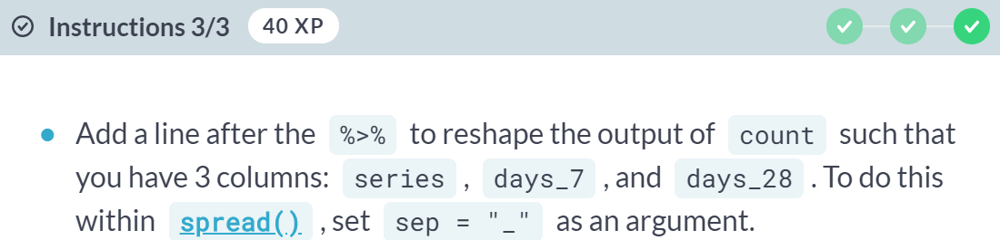 Instructions 3/3 40 XP
Add a line after the %>% to reshape the output of count such that
you have 3 columns: series , days_7 , and days_28 . To do this
within spread() , set sep = "_" as an argument.